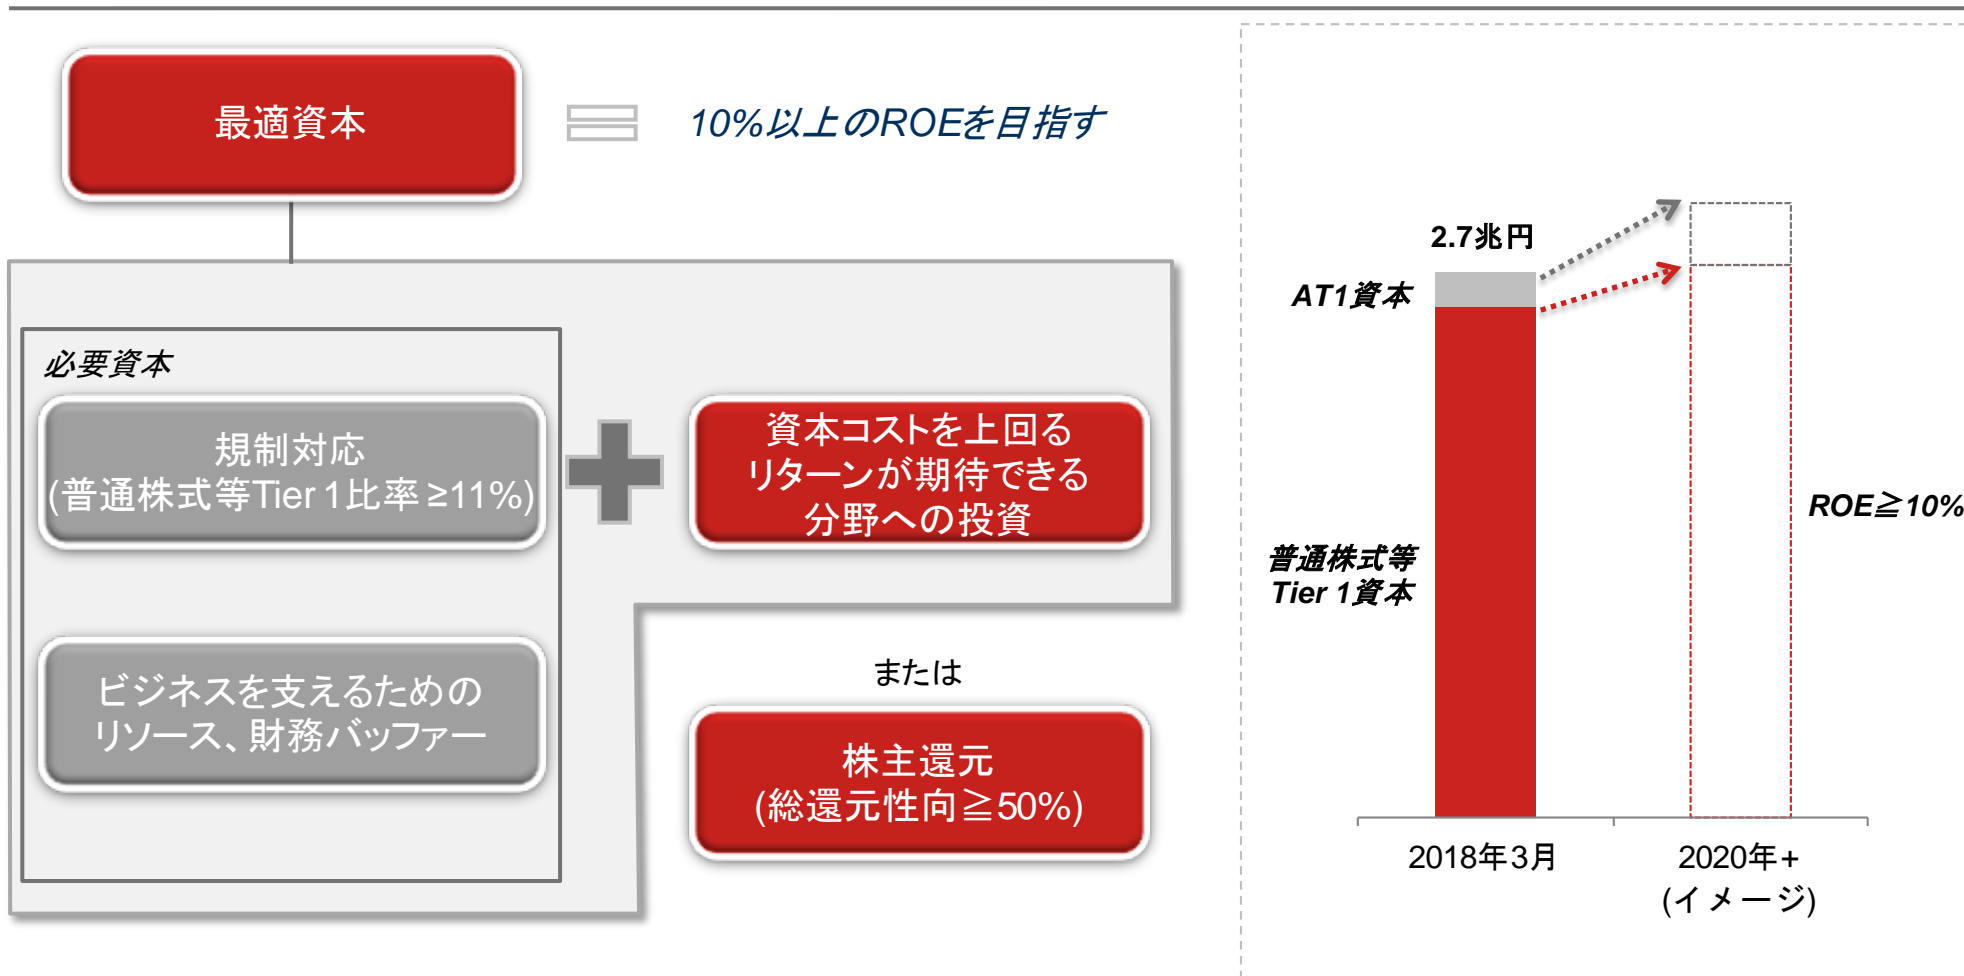 最適資本
10%以上のROEを目指す
必要資本
規制対応
(普通株式等Tier 1比率 ≥11%)
資本コストを上回る
リターンが期待できる
分野への投資
ビジネスを支えるための
リソース、財務バッファー
または
株主還元
(総還元性向≧50%)
2.7兆円
AT1資本
普通株式等
Tier 1資本
ROE≧10%
2018年3月
2020年+
(イメージ)